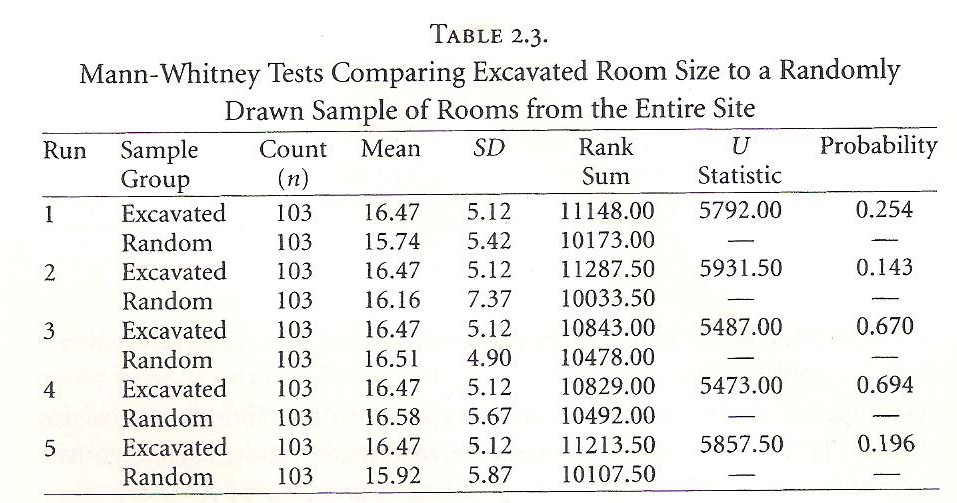 TABLE 2.3.
Mann-Whitney Tests Comparing Excavated Room Size to a Randomly
Drawn Sample of Rooms from the Entire Site
Run Sample Count Mean SD Rank U Probability
Group (n) Sum Statistic
1 Excavated 103 16.47 5.12 11148.00 5792.00 0.254
Random 103 15.74 5.42 10173.00 — —
2 Excavated 103 16.47 5.12 11287.50 5931.50 0.143
Random 103 16.16 7.37 10033.50 — —
3 Excavated 103 16.47 5.12 10843.00 5487.00 0.670
Random 103 16.51 4.90 10478.00 — —
4 Excavated 103 16.47 5.12 10829.00 5473.00 0.694
Random 103 16.58 5.67 10492.00 — —
5 Excavated 103 16.47 5.12 11213.50 5857.50 0.196
Random 103 15.92 5.87 10107.50 — —